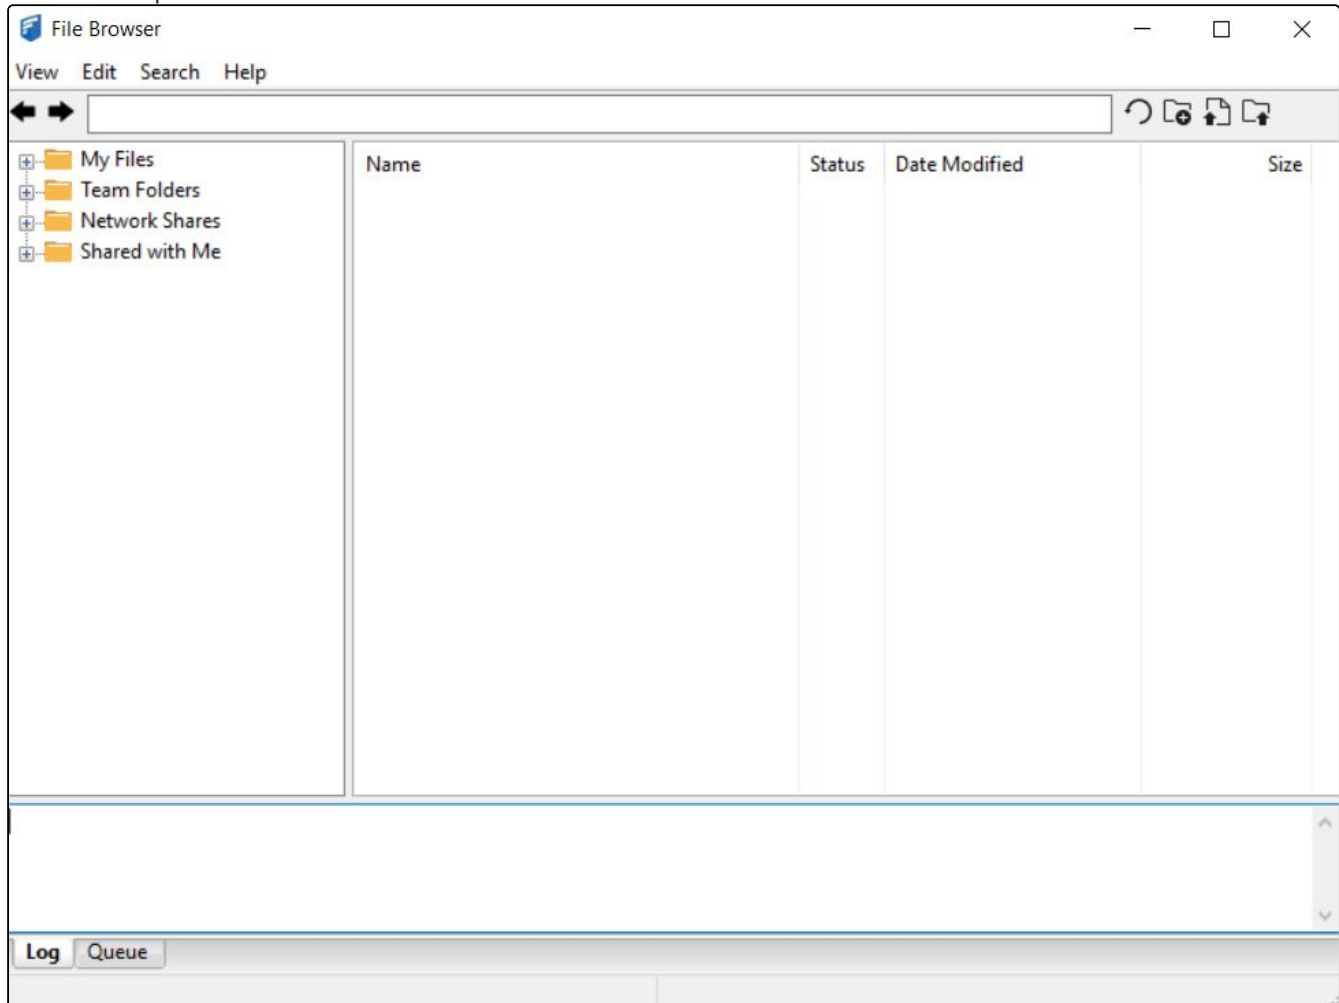 File Browser
View Edit Search Help
My Files
Team Folders
Network Shares
Shared with Me
Name Status Date Modified Size
Log Queue